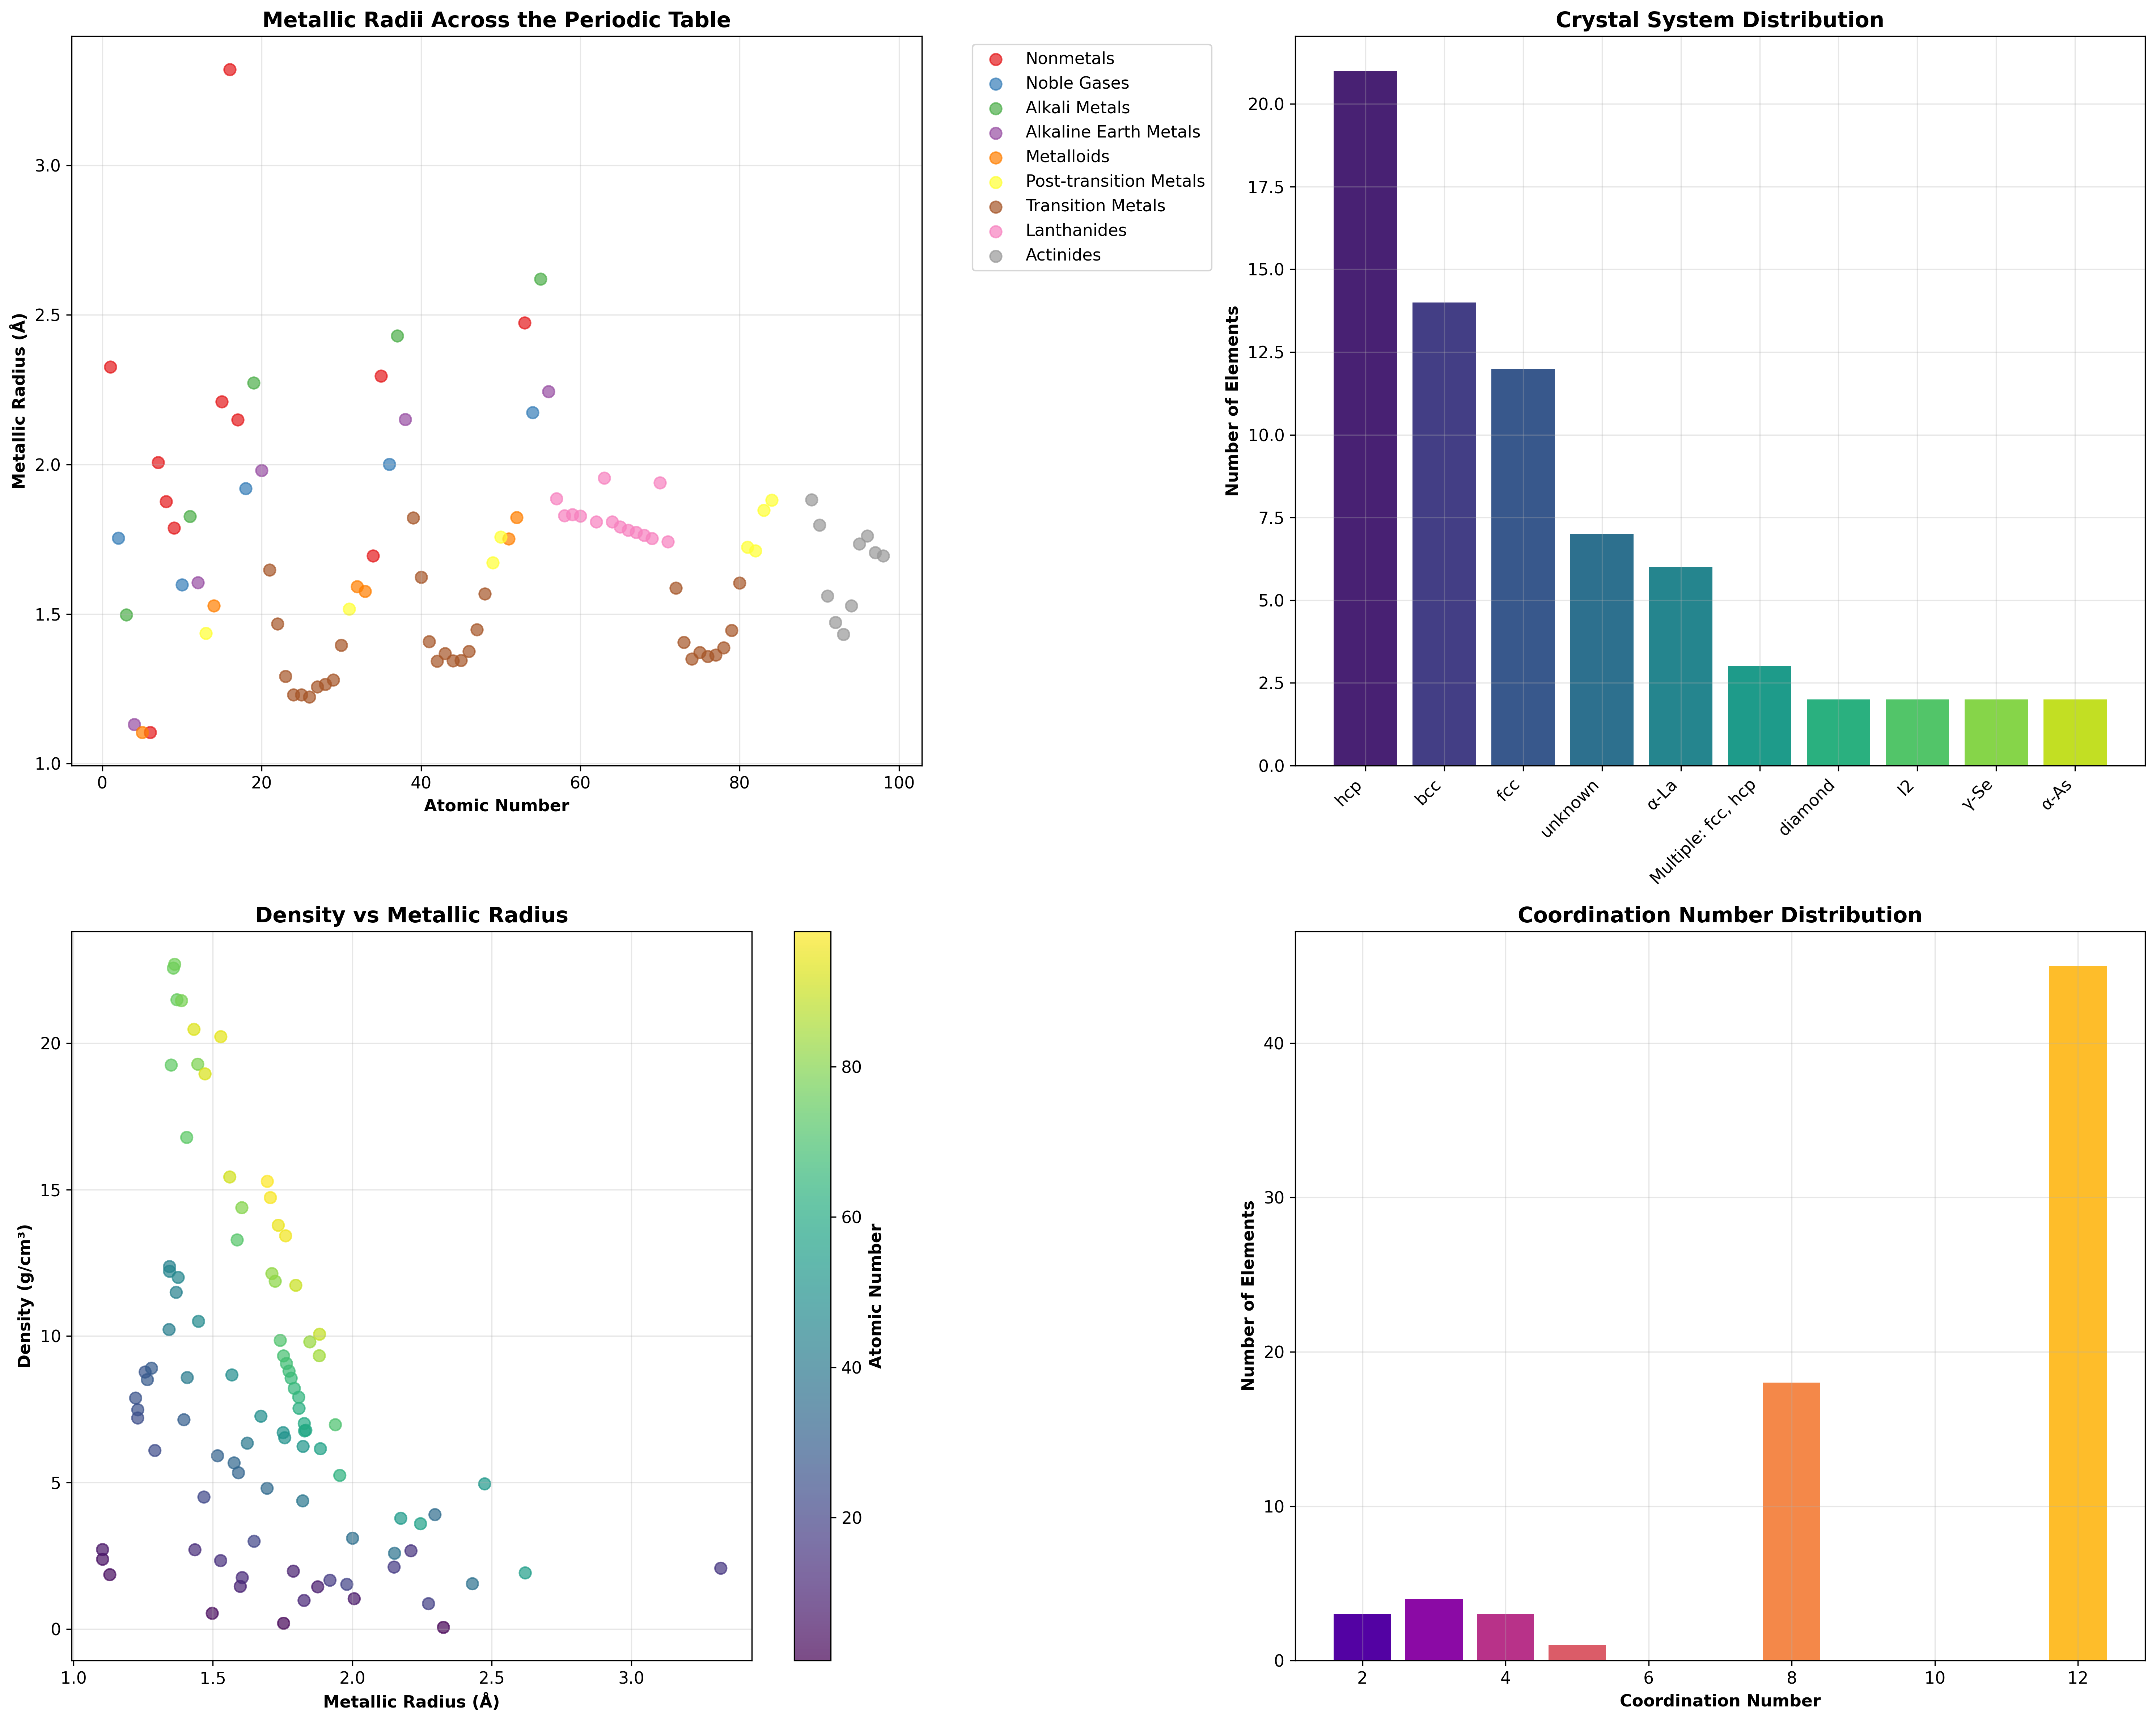 Metallic Radii Across the Periodic Table
Metallic Radius (Å)
3.0
2.5
2.0
1.5
1.0
0 20 40 60 80 100
Atomic Number
Nonmetals
Noble Gases
Alkali Metals
Alkaline Earth Metals
Metalloids
Post-transition Metals
Transition Metals
Lanthanides
Actinides
Crystal System Distribution
Number of Elements
20.0
17.5
15.0
12.5
10.0
7.5
5.0
2.5
0.0
hcp
bcc
fcc
unknown
α-La
Multiple: fcc, hcp
diamond
I2
γ-Se
α-As
Density vs Metallic Radius
Density (g/cm³)
20
15
10
5
0
1.0 1.5 2.0 2.5 3.0
Metallic Radius (Å)
80
60
40
20
Atomic Number
Coordination Number Distribution
Number of Elements
40
30
20
10
0
2 4 6 8 10 12
Coordination Number